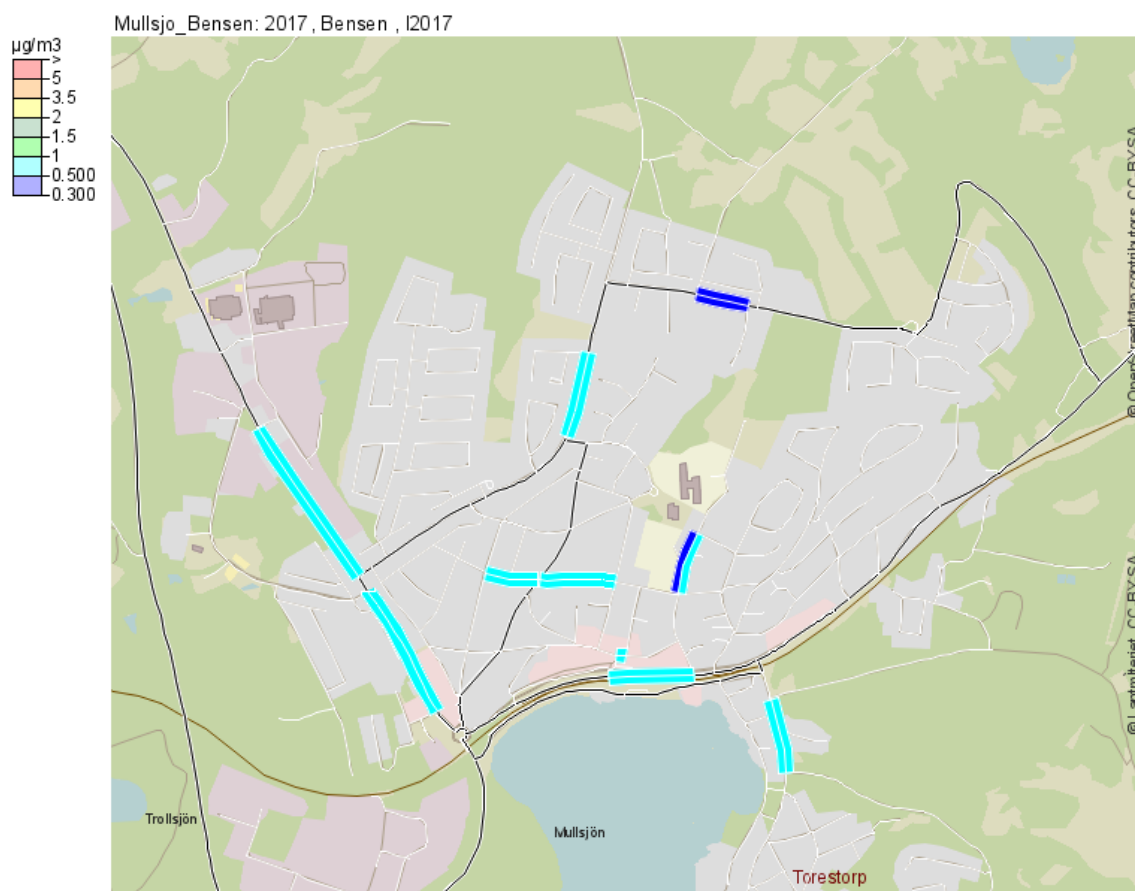 Mullsjo_Bensen: 2017, Bensen , I2017
µg/m3
>
5
3.5
2
1.5
1
0.500
0.300
© OpenStreetMap contributors, CC BY SA
© Lantmäteriet, CC BY SA
Trollsjön
Mullsjön
Torestorp